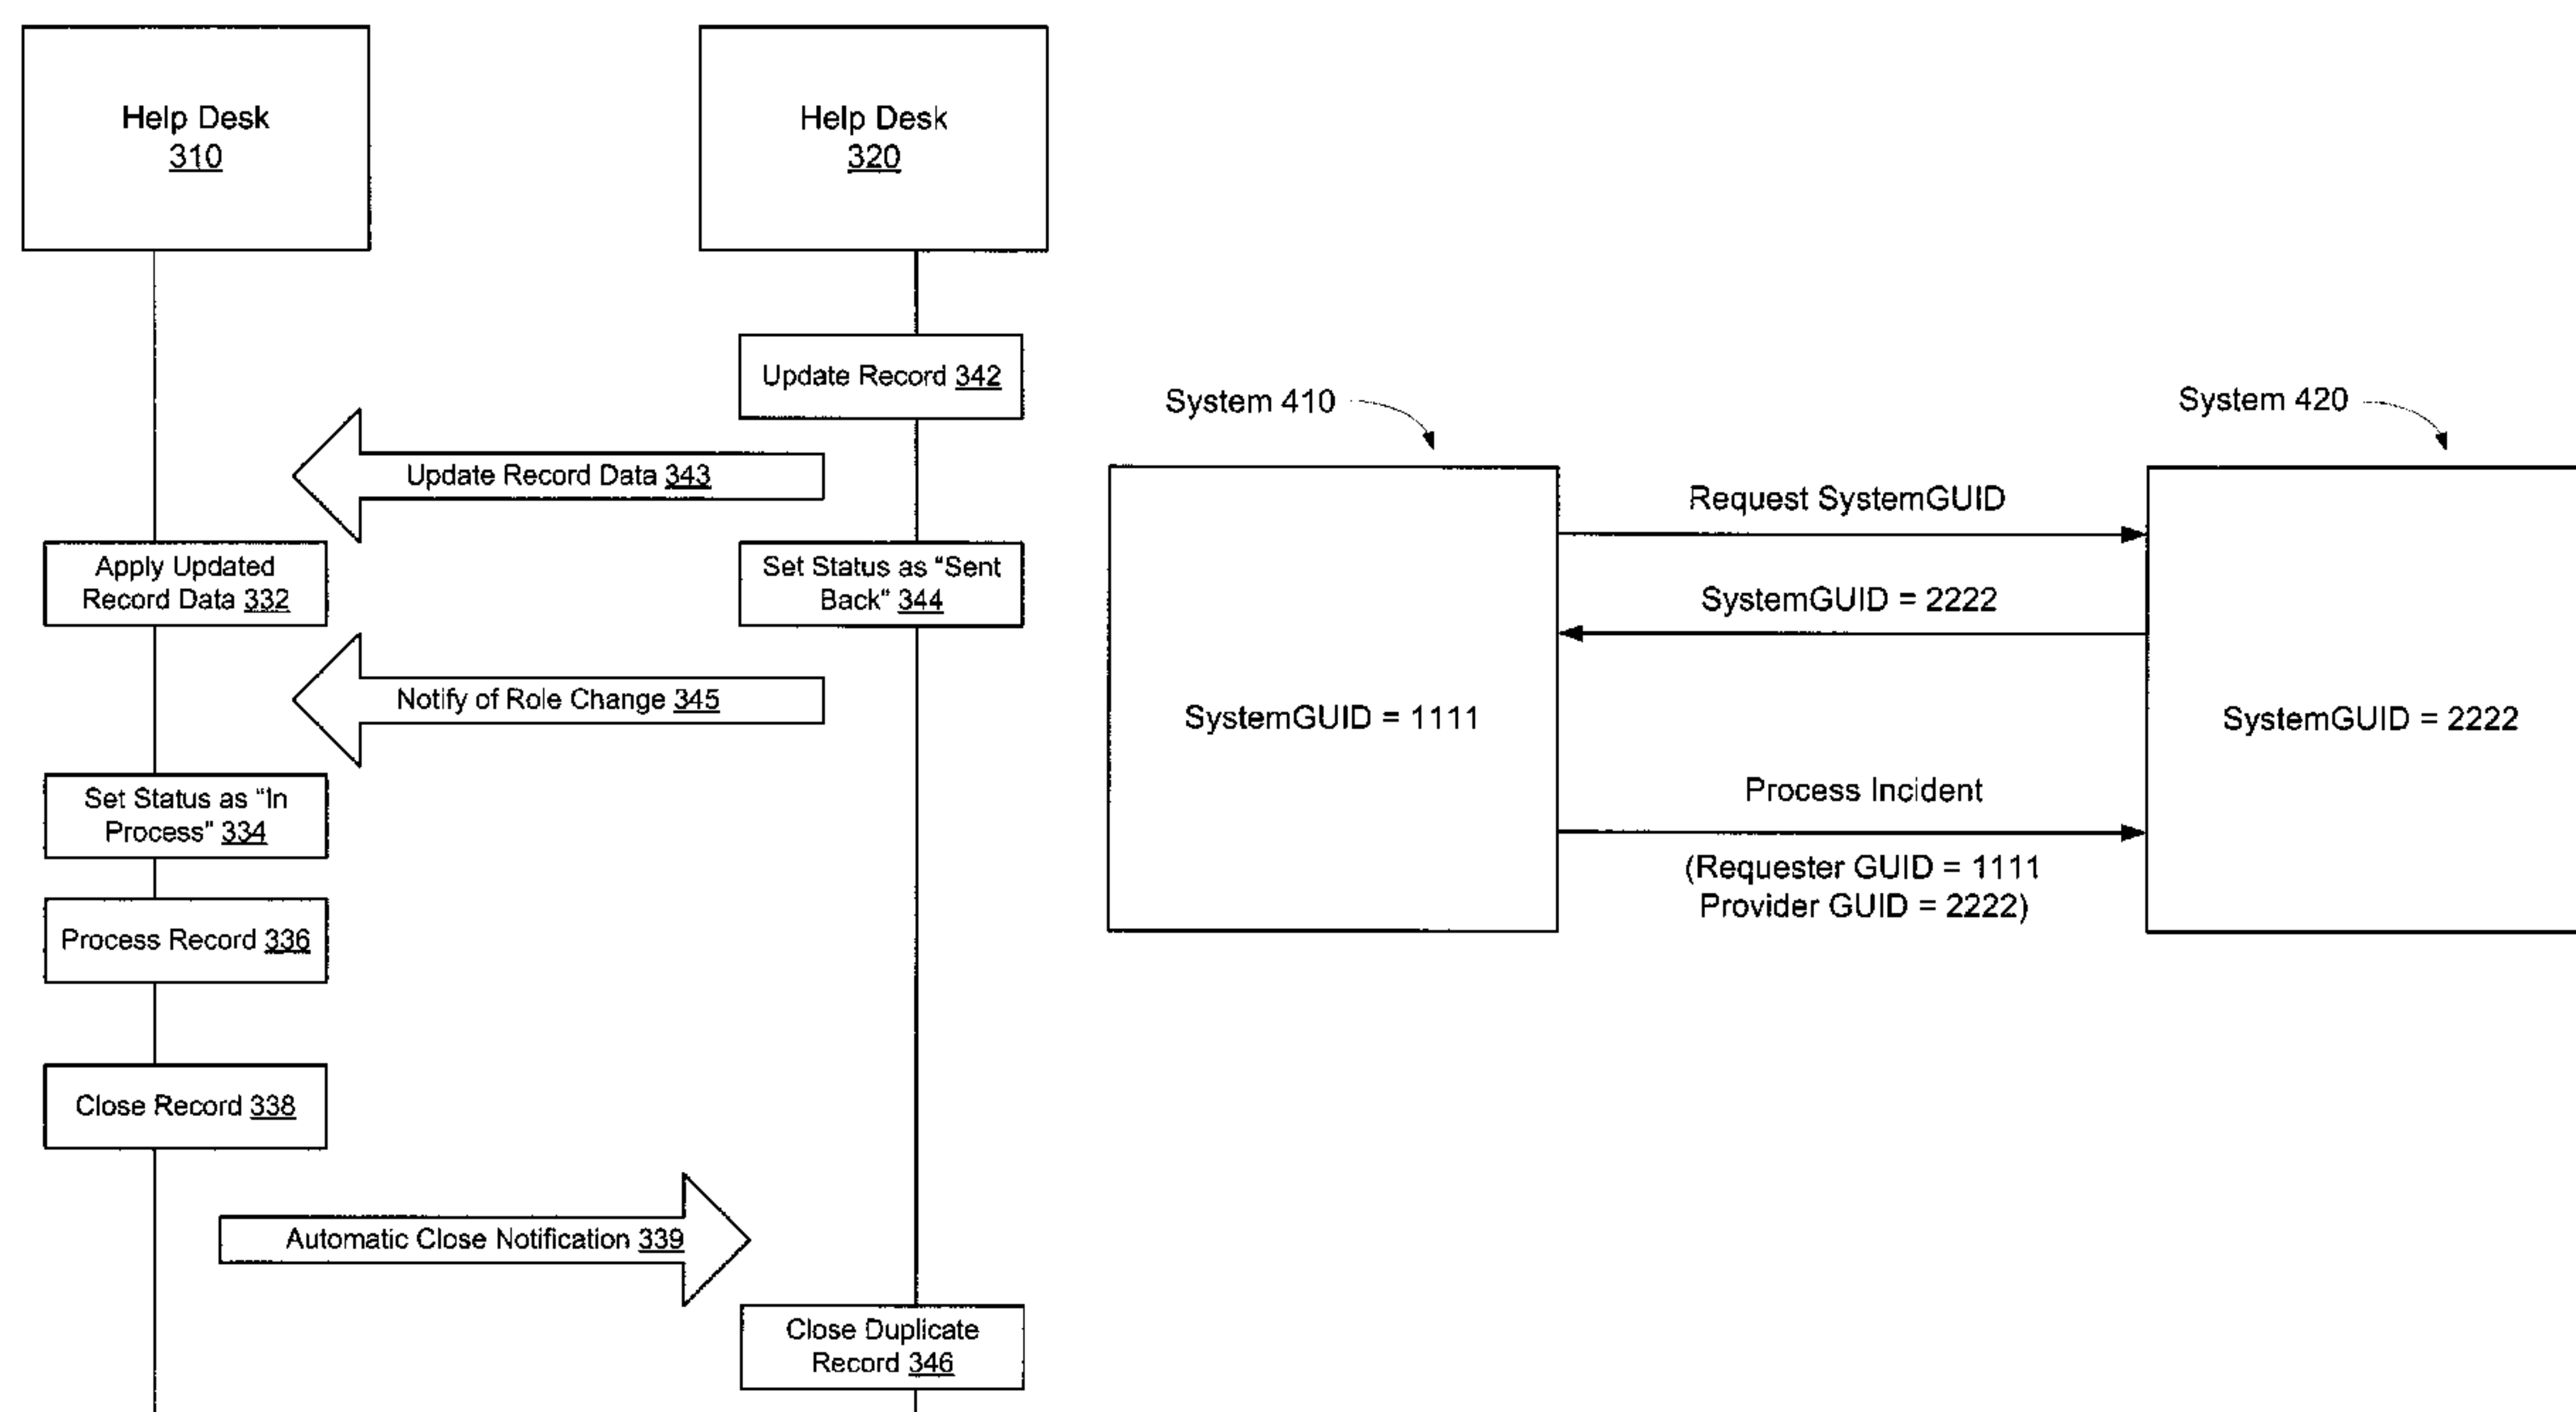 Help Desk
310
Help Desk
320
Update Record 342
Update Record Data 343
Apply Updated
Record Data 332
Set Status as “Sent
Back“ 344
Notify of Role Change 345
Set Status as “In
Process” 334
Process Record 336
Close Record 338
Automatic Close Notification 339
Close Duplicate
Record 346
System 410
System 420
Request SystemGUID
SystemGUID = 2222
SystemGUID = 1111
SystemGUID = 2222
Process Incident
(Requester GUID = 1111
Provider GUID = 2222)